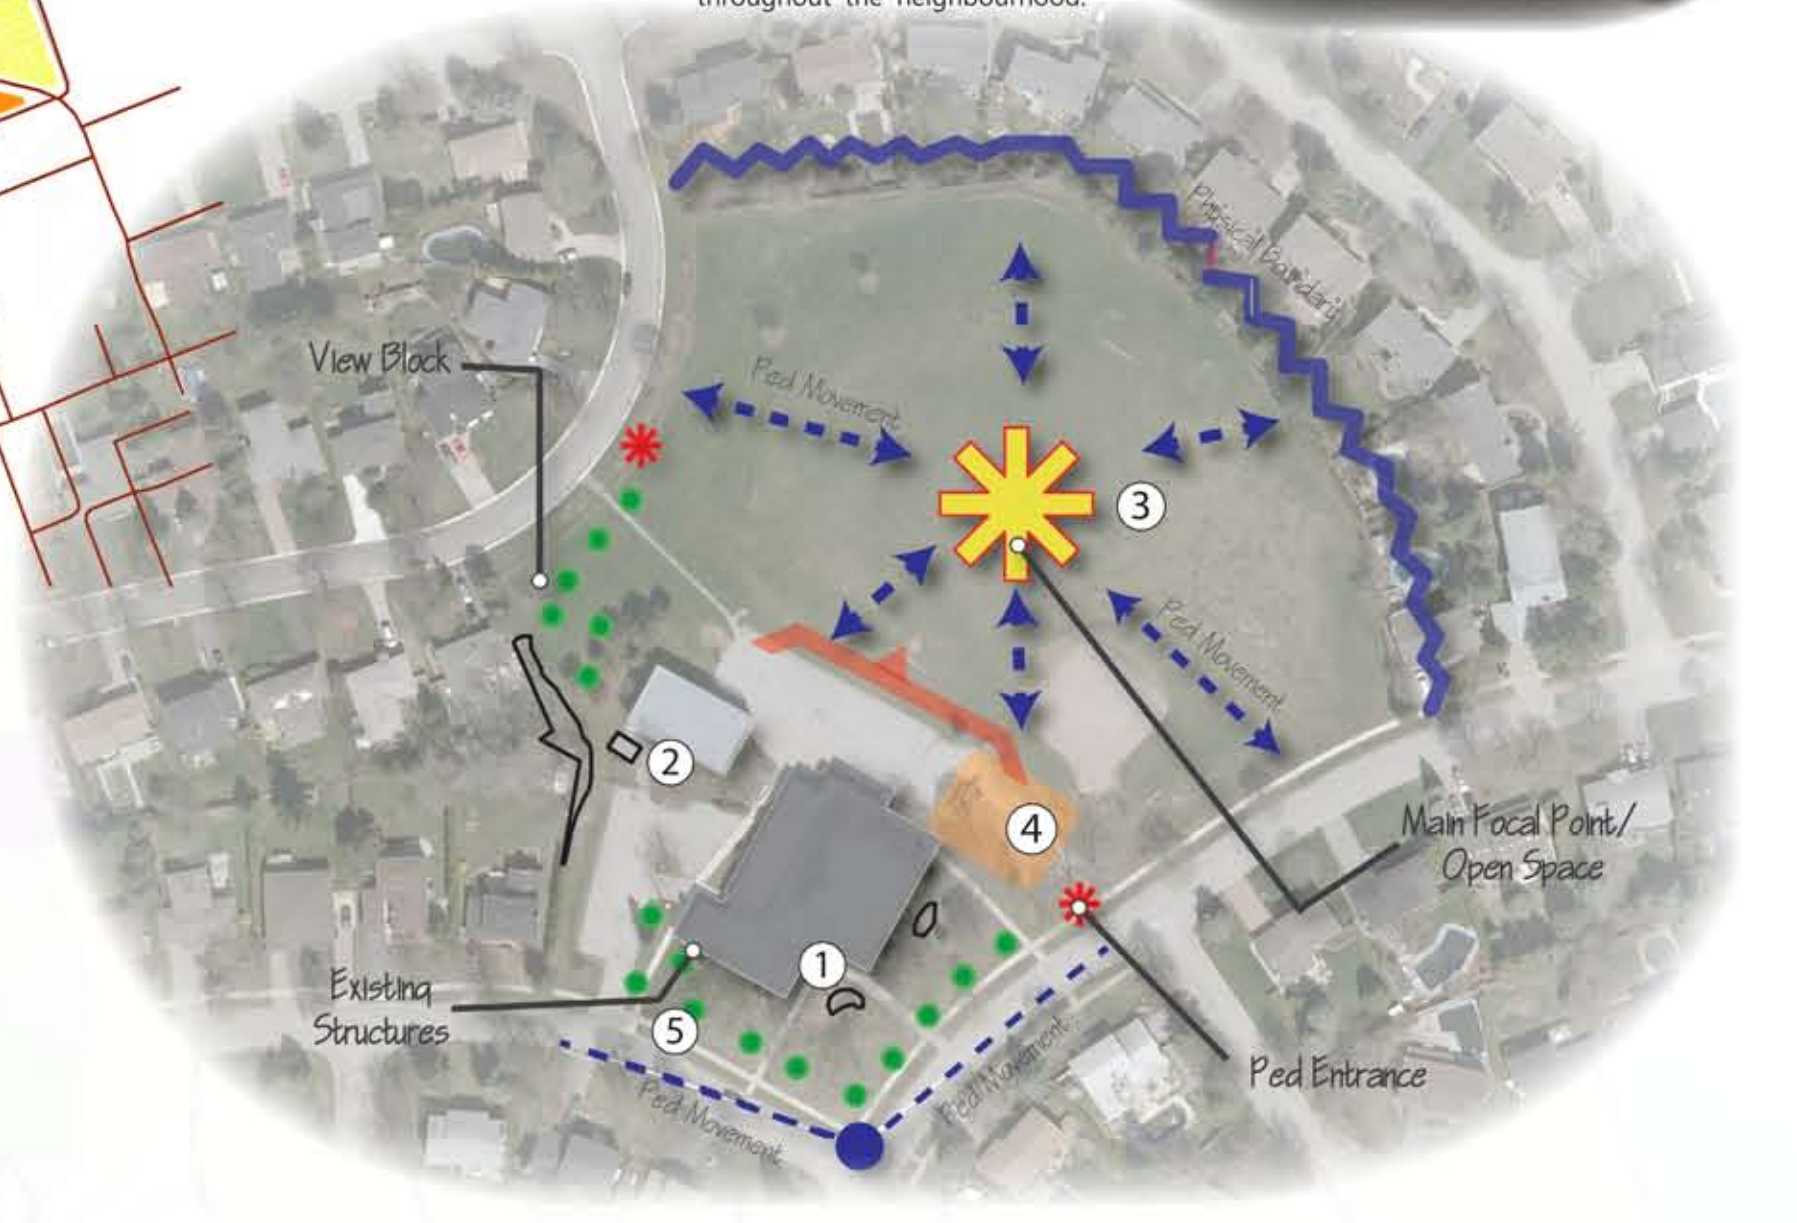 throughout the neighbourhood.
Physical Boundary
View Block
Ped Movement
3
Ped Movement
2
4
Main Focal Point/
Open Space
1
Existing
Structures
5
Ped Movement
Ped Movement
Ped Entrance